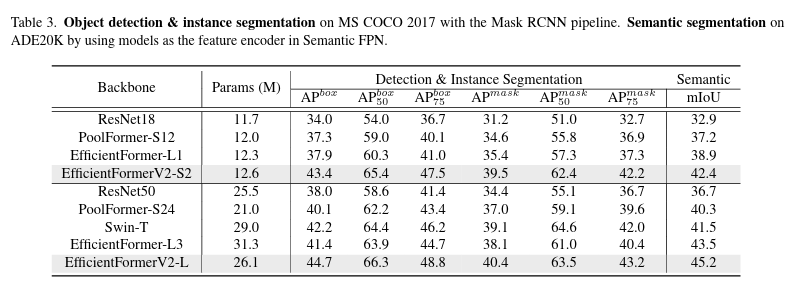 Table 3. Object detection & instance segmentation on MS COCO 2017 with the Mask RCNN pipeline. Semantic segmentation on
ADE20K by using models as the feature encoder in Semantic FPN.
Backbone Params (M) Detection & Instance Segmentation Semantic
AP^box AP^box_50 AP^box_75 AP^mask AP^mask_50 AP^mask_75 mIoU
ResNet18 11.7 34.0 54.0 36.7 31.2 51.0 32.7 32.9
PoolFormer-S12 12.0 37.3 59.0 40.1 34.6 55.8 36.9 37.2
EfficientFormer-L1 12.3 37.9 60.3 41.0 35.4 57.3 37.3 38.9
EfficientFormerV2-S2 12.6 43.4 65.4 47.5 39.5 62.4 42.2 42.4
ResNet50 25.5 38.0 58.6 41.4 34.4 55.1 36.7 36.7
PoolFormer-S24 21.0 40.1 62.2 43.4 37.0 59.1 39.6 40.3
Swin-T 29.0 42.2 64.4 46.2 39.1 64.6 42.0 41.5
EfficientFormer-L3 31.3 41.4 63.9 44.7 38.1 61.0 40.4 43.5
EfficientFormerV2-L 26.1 44.7 66.3 48.8 40.4 63.5 43.2 45.2